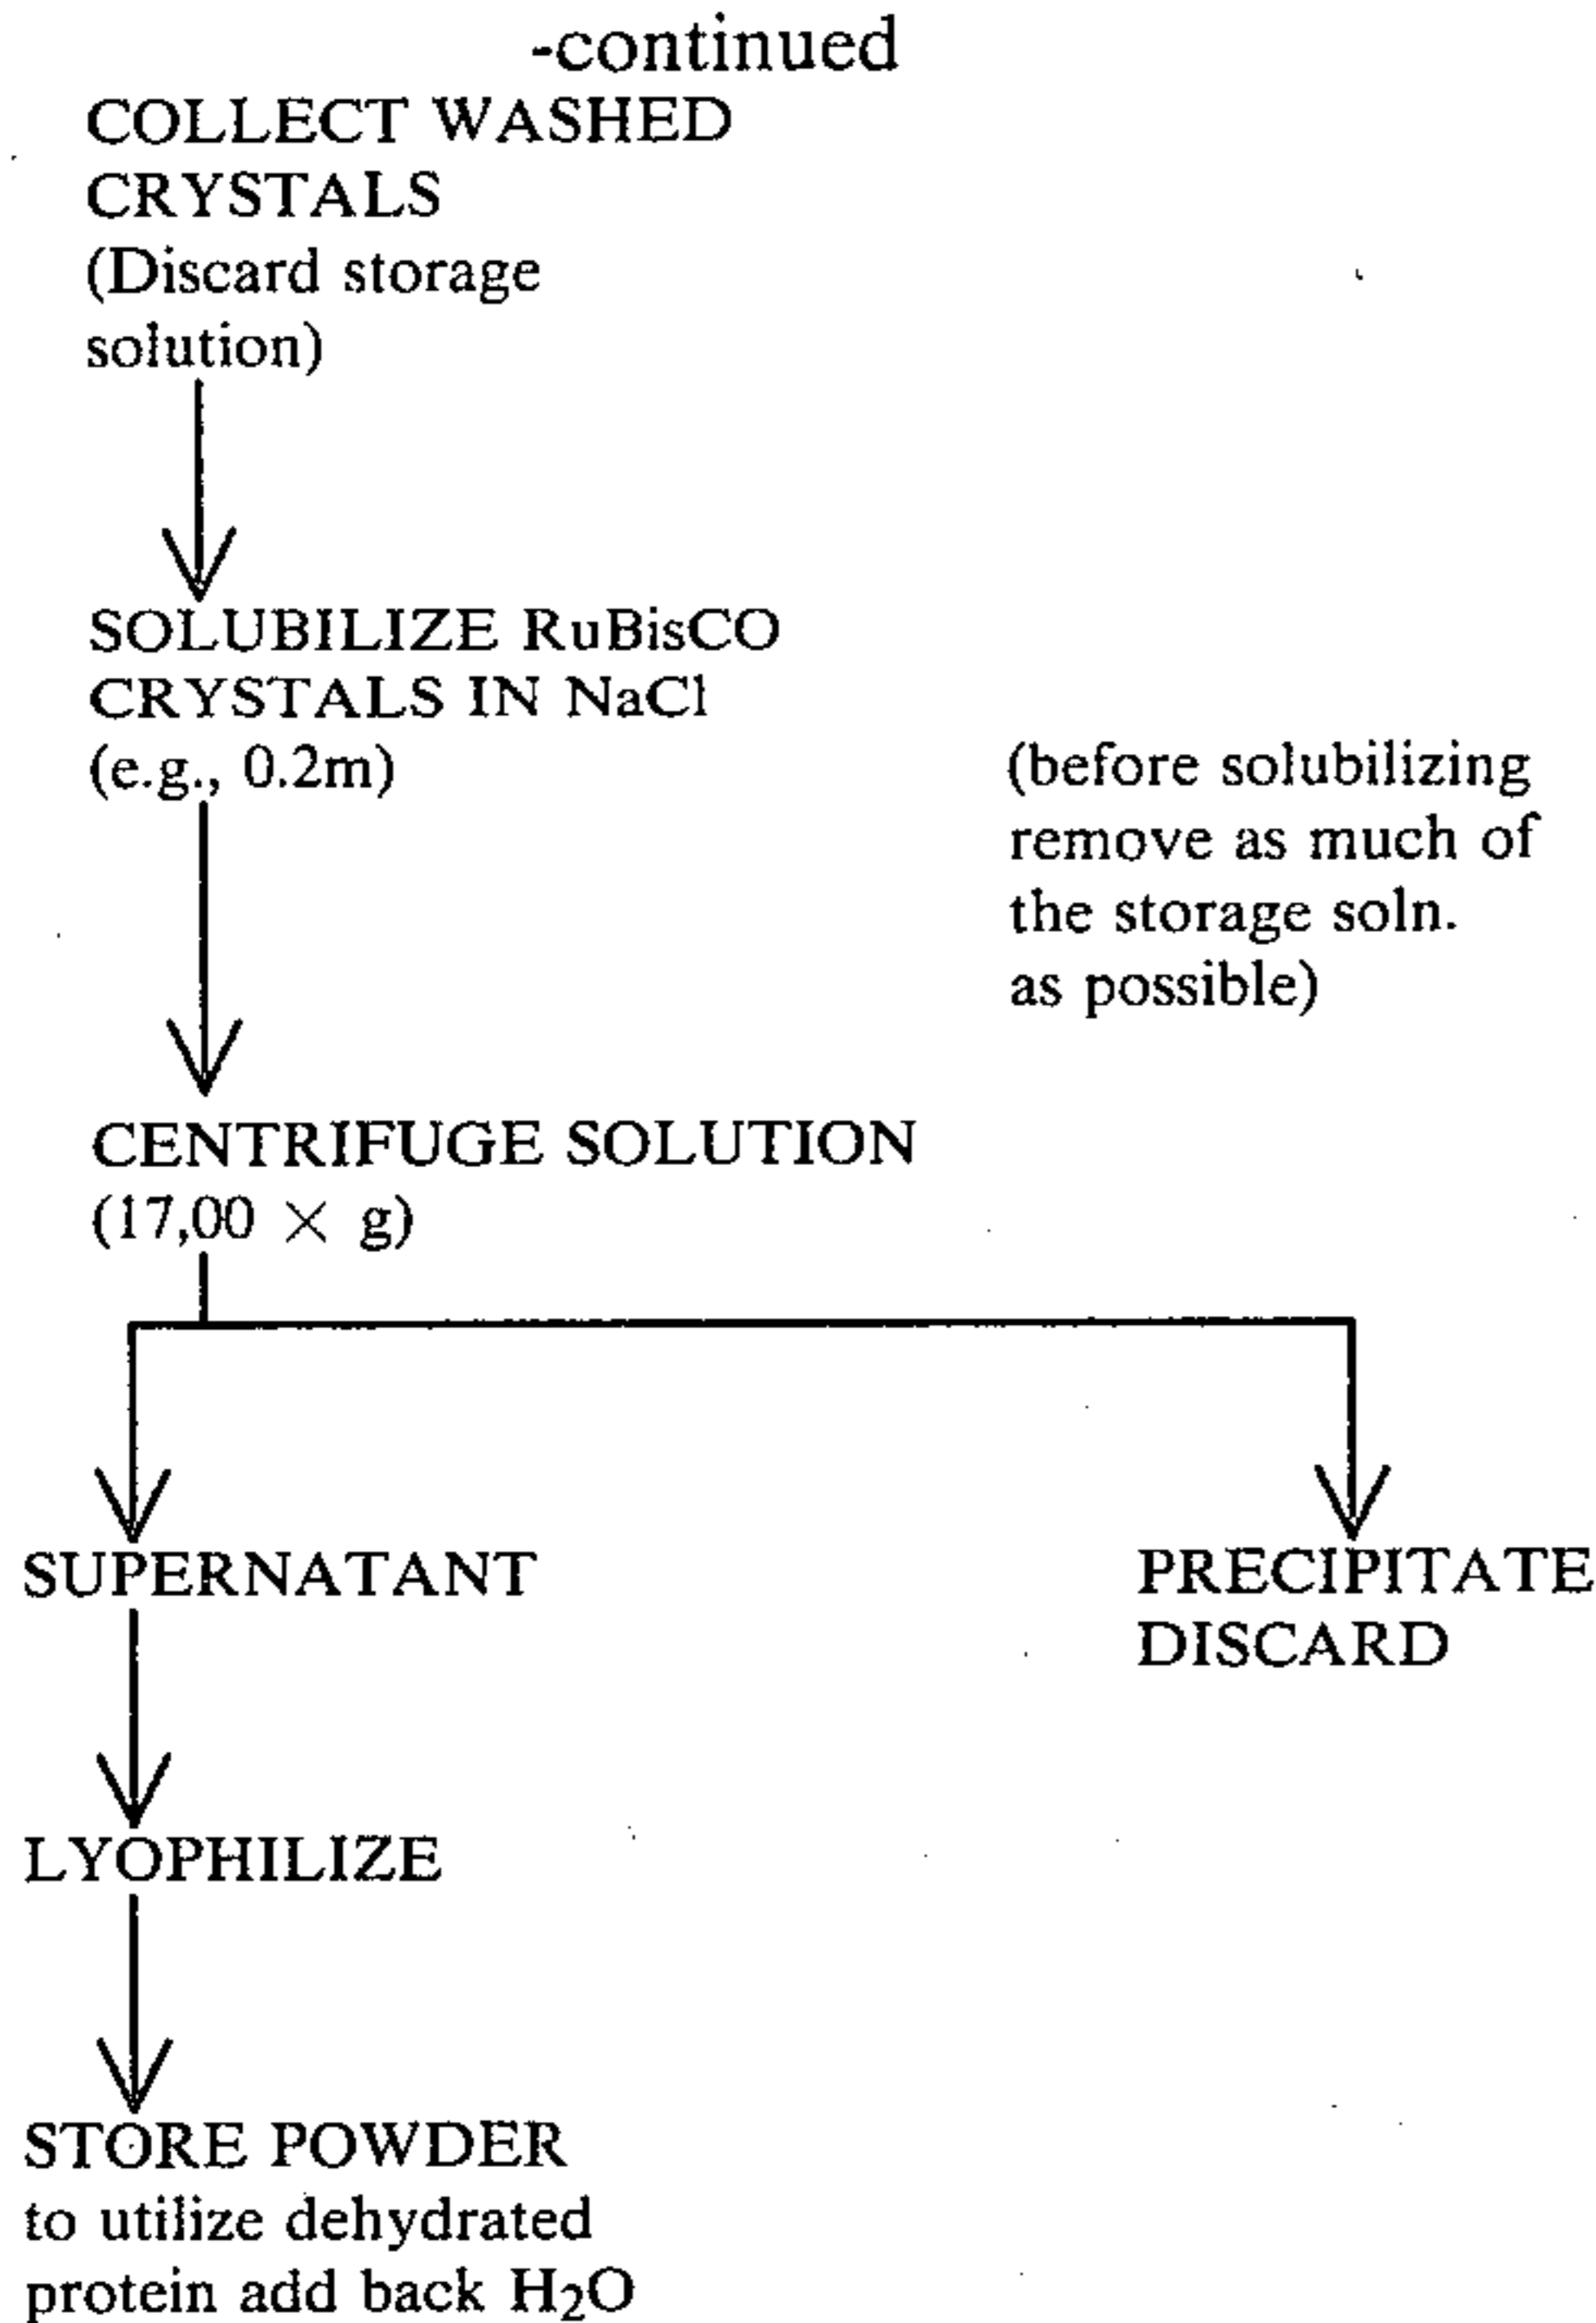 -continued
COLLECT WASHED
CRYSTALS
(Discard storage
solution)
SOLUBILIZE RuBisCO
CRYSTALS IN NaCl
(e.g., 0.2m)
(before solubilizing
remove as much of
the storage soln.
as possible)
CENTRIFUGE SOLUTION
(17,00 × g)
SUPERNATANT
PRECIPITATE
DISCARD
LYOPHILIZE
STORE POWDER
to utilize dehydrated
protein add back H₂O